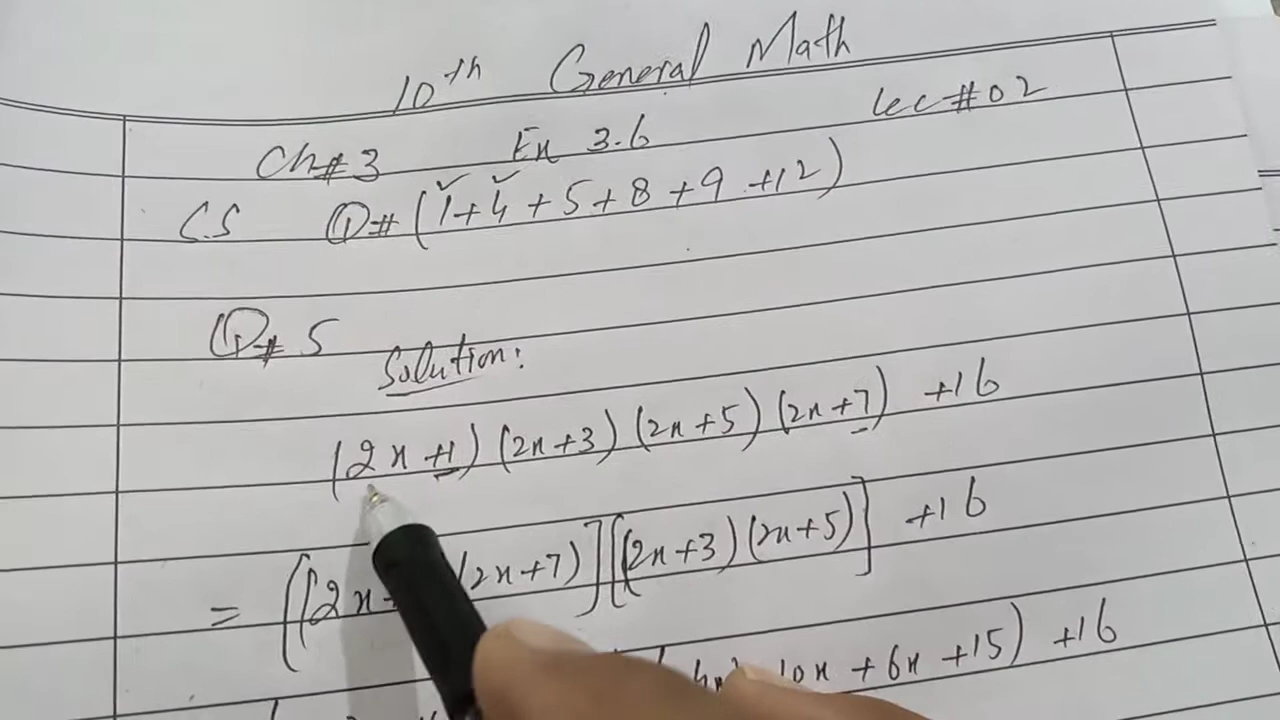 10th General Math
Ch#3 Ex 3.6 Lec#02
C.S Q# (1+4+5+8+9+12)
Q# 5
Solution:
(2x+1)(2x+3)(2x+5)(2x+7) +16
= [(2x+ (2x+7)][(2x+3)(2x+5)] +16
10x + 6x + 15) +16